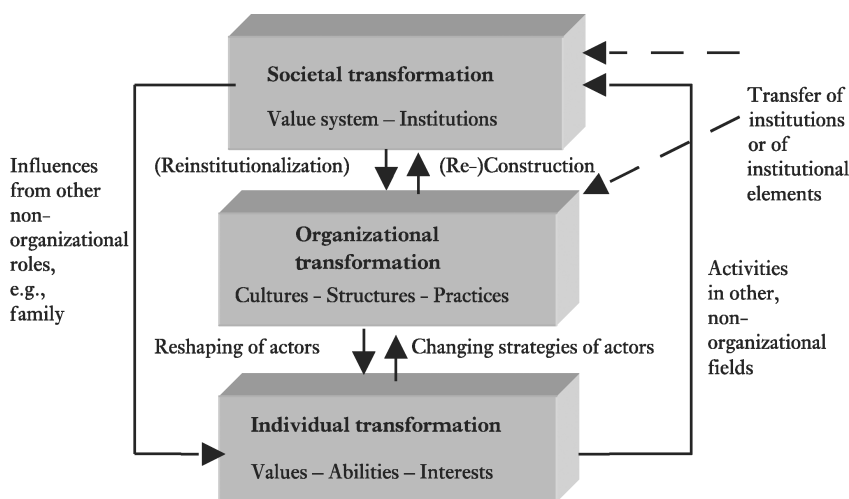 Societal transformation
Value system – Institutions
Transfer of
institutions
or of
institutional
elements
(Reinstitutionalization)
(Re-)Construction
Influences
from other
non-
organizational
roles,
e.g.,
family
Organizational
transformation
Cultures - Structures - Practices
Activities
in other,
non-
organizational
fields
Reshaping of actors
Changing strategies of actors
Individual transformation
Values – Abilities – Interests